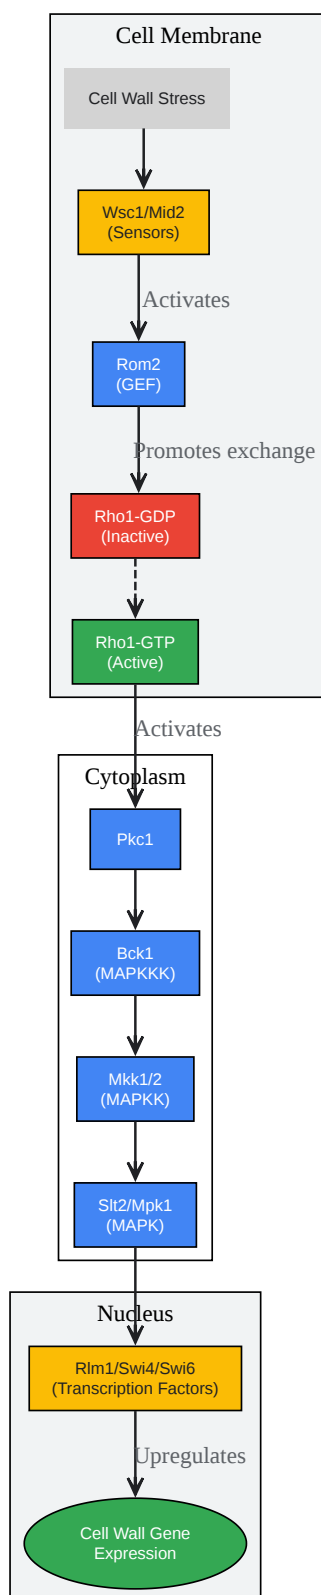 Cell Membrane
Cell Wall Stress
Wsc1/Mid2
(Sensors)
Activates
Rom2
(GEF)
Promotes exchange
Rho1-GDP
(Inactive)
Rho1-GTP
(Active)
Activates
Cytoplasm
Pkc1
Bck1
(MAPKKK)
Mkk1/2
(MAPKK)
Slt2/Mpk1
(MAPK)
Nucleus
Rlm1/Swi4/Swi6
(Transcription Factors)
Upregulates
Cell Wall Gene
Expression